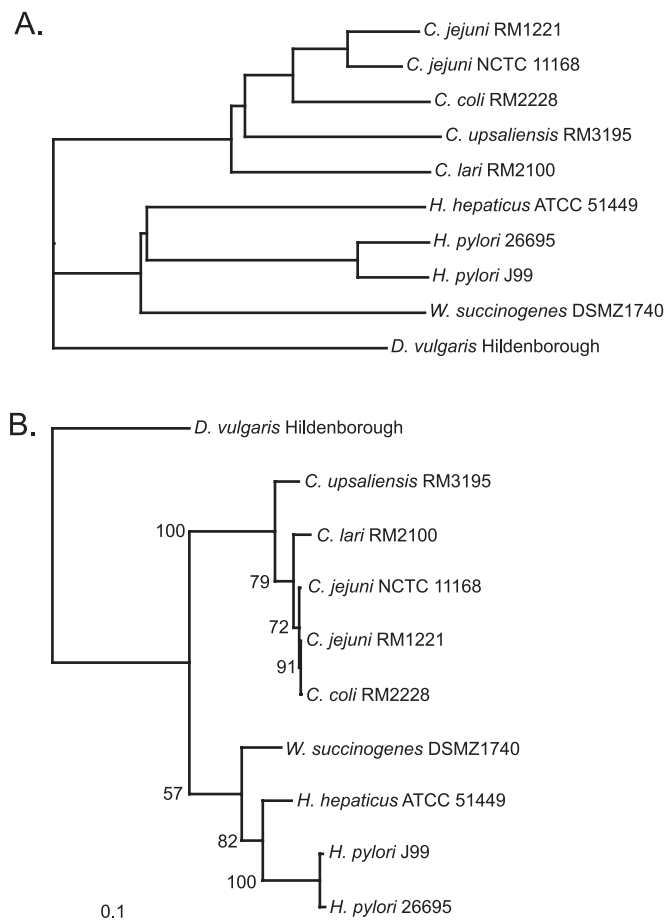 A.
C. jejuni RM1221
C. jejuni NCTC 11168
C. coli RM2228
C. upsaliensis RM3195
C. lari RM2100
H. hepaticus ATCC 51449
H. pylori 26695
H. pylori J99
W. succinogenes DSMZ1740
D. vulgaris Hildenborough
B.
D. vulgaris Hildenborough
C. upsaliensis RM3195
100
C. lari RM2100
79
C. jejuni NCTC 11168
72
C. jejuni RM1221
91
C. coli RM2228
W. succinogenes DSMZ1740
57
H. hepaticus ATCC 51449
82
H. pylori J99
100
H. pylori 26695
0.1